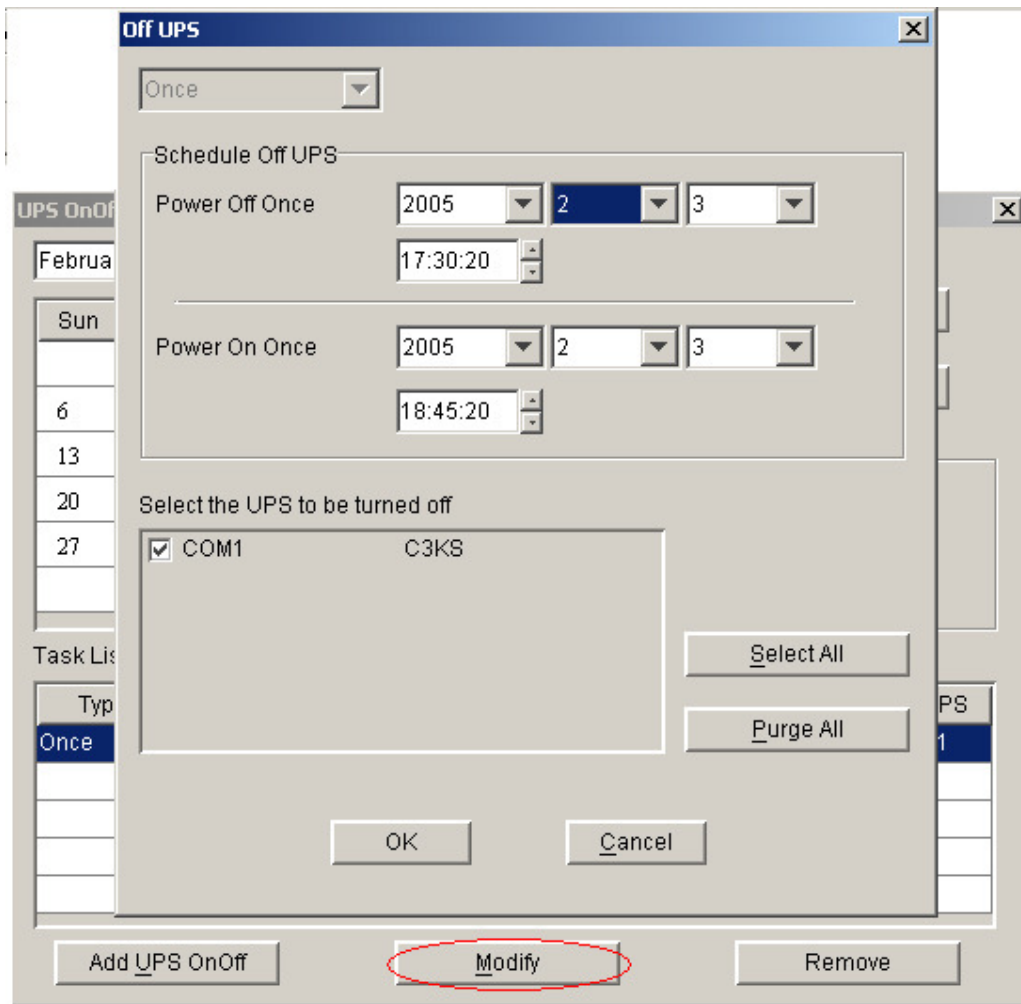 Off UPS
Once
Schedule Off UPS
Power Off Once 2005 2 3
17:30:20
Power On Once 2005 2 3
18:45:20
Select the UPS to be turned off
COM1 C3KS
Select All
Purge All
OK Cancel
UPS OnOf
Februa
Sun
6
13
20
27
Task Lis
Typ PS
Once 1
Add UPS OnOff Modify Remove